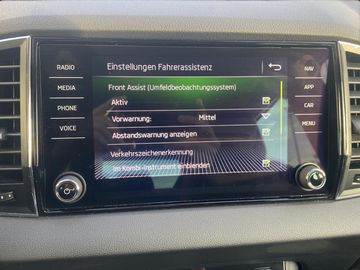 Einstellungen Fahrerassistenz
Front Assist (Umfeldbeobachtungssystem)
Aktiv
Vorwarnung: Mittel
Abstandswarnung anzeigen
Verkehrszeichenerkennung
Im Kombi-Instrument einblenden
RADIO
MEDIA
PHONE
VOICE
NAV
APP
CAR
MENU